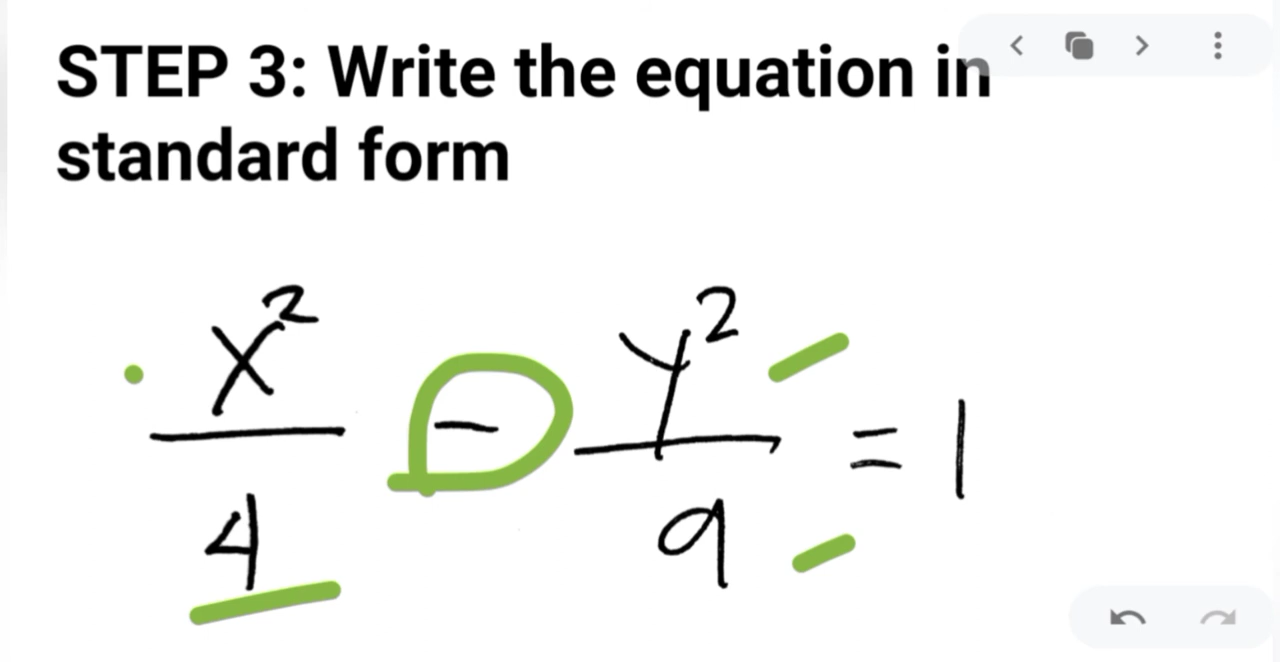 STEP 3: Write the equation in
standard form
x²/4 - y²/9 = 1